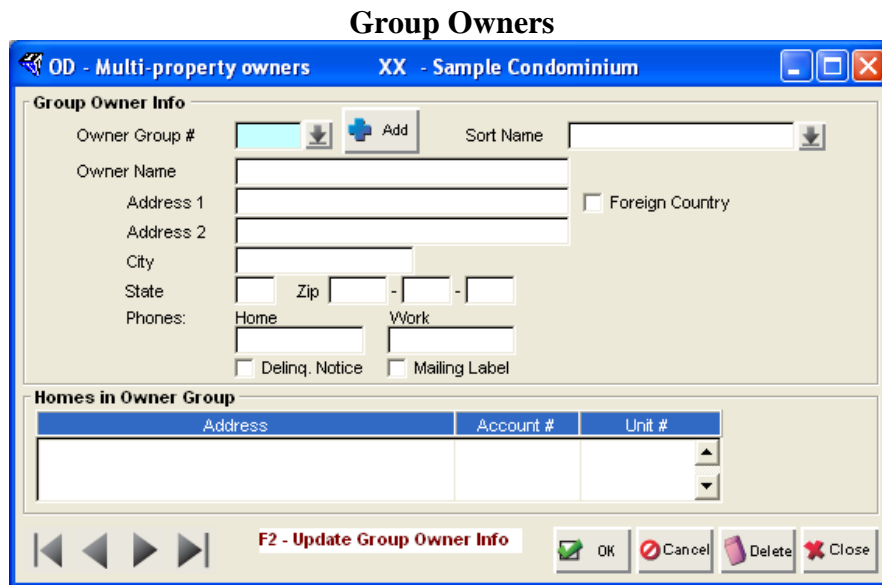 Group Owners
OD - Multi-property owners XX - Sample Condominium
Group Owner Info
Owner Group # Add Sort Name
Owner Name
Address 1 Foreign Country
Address 2
City
State Zip - -
Phones: Home Work
Delinq. Notice Mailing Label
Homes in Owner Group
Address Account # Unit #
F2 - Update Group Owner Info OK Cancel Delete Close